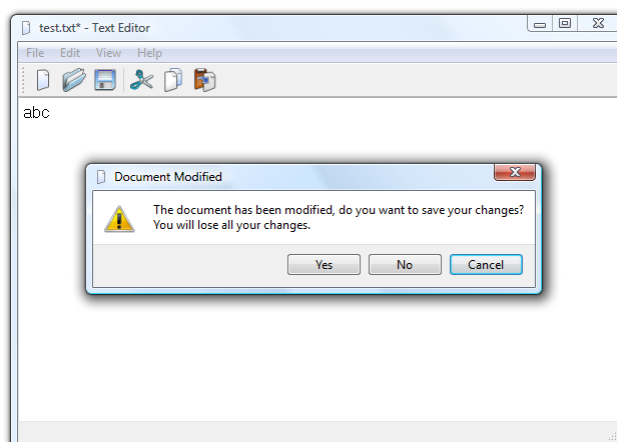 test.txt* - Text Editor
File Edit View Help
abc
Document Modified
The document has been modified, do you want to save your changes?
You will lose all your changes.
Yes No Cancel